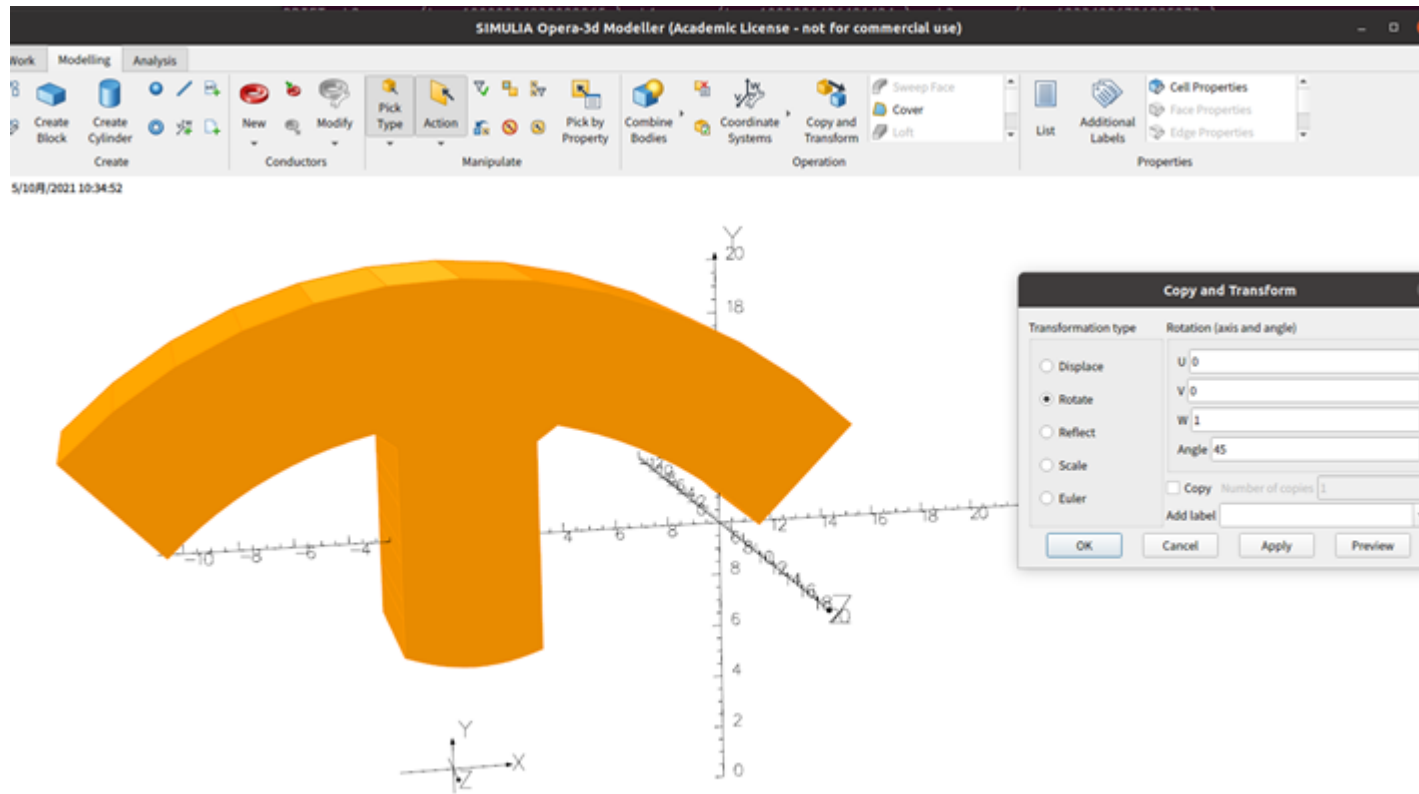 SIMULIA Opera-3d Modeller (Academic License - not for commercial use)
Work Modelling Analysis
Create Block
Create Cylinder
New
Modify
Pick Type
Action
Pick by Property
Combine Bodies
Coordinate Systems
Copy and Transform
Sweep Face
Cover
Loft
List
Additional Labels
Cell Properties
Face Properties
Edge Properties
Create
Conductors
Manipulate
Operation
Properties
5/10月/2021 10:34:52
Y
20
18
-10 -8 -6 -4
4 6 8
12 14 16 18 20
8
6
4
2
0
Z
Y
X
Z
Copy and Transform
Transformation type
Rotation (axis and angle)
Displace
Rotate
Reflect
Scale
Euler
U 0
V 0
W 1
Angle 45
Copy Number of copies 1
Add label
OK Cancel Apply Preview